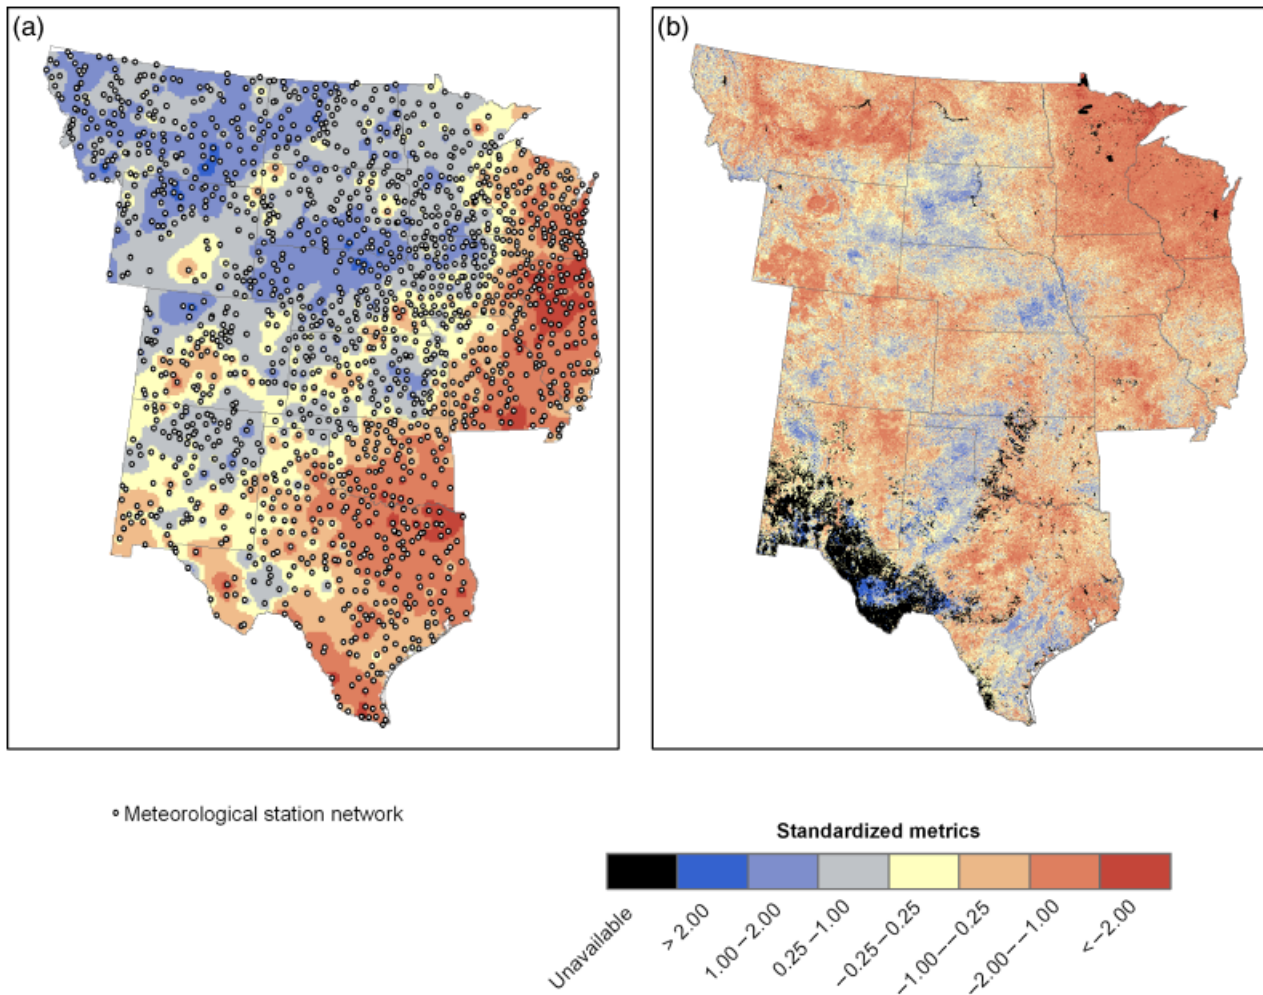 (a)
(b)
Meteorological station network
Standardized metrics
Unavailable
> 2.00
1.00–2.00
0.25–1.00
–0.25–0.25
–1.00––0.25
–2.00––1.00
<–2.00